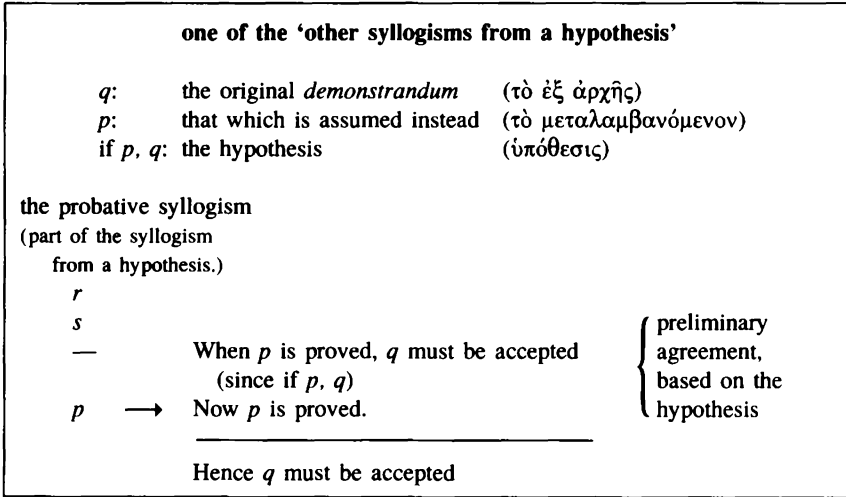 one of the ‘other syllogisms from a hypothesis’
q: the original demonstrandum (τὸ ἐξ ἀρχῆς)
p: that which is assumed instead (τὸ μεταλαμβανόμενον)
if p, q: the hypothesis (ὑπόθεσις)
the probative syllogism
(part of the syllogism
from a hypothesis.)
r
s preliminary
— When p is proved, q must be accepted agreement,
(since if p, q) based on the
p → Now p is proved. hypothesis
Hence q must be accepted